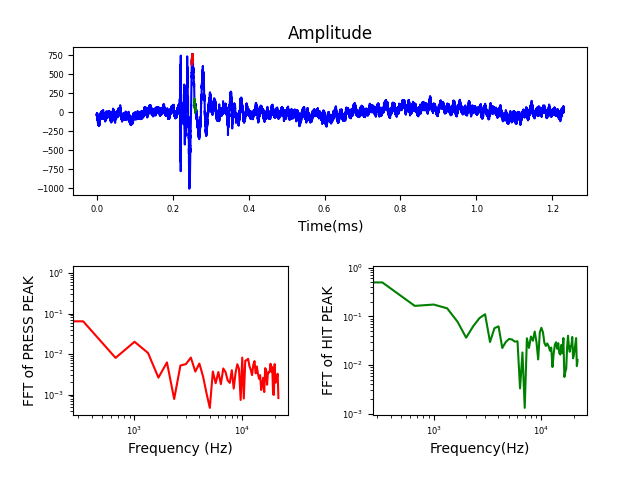 Amplitude
750
500
250
0
−250
−500
−750
−1000
0.0 0.2 0.4 0.6 0.8 1.0 1.2
Time(ms)
FFT of PRESS PEAK
10⁰
10⁻¹
10⁻²
10⁻³
10³ 10⁴
Frequency (Hz)
FFT of HIT PEAK
10⁰
10⁻¹
10⁻²
10⁻³
10³ 10⁴
Frequency(Hz)